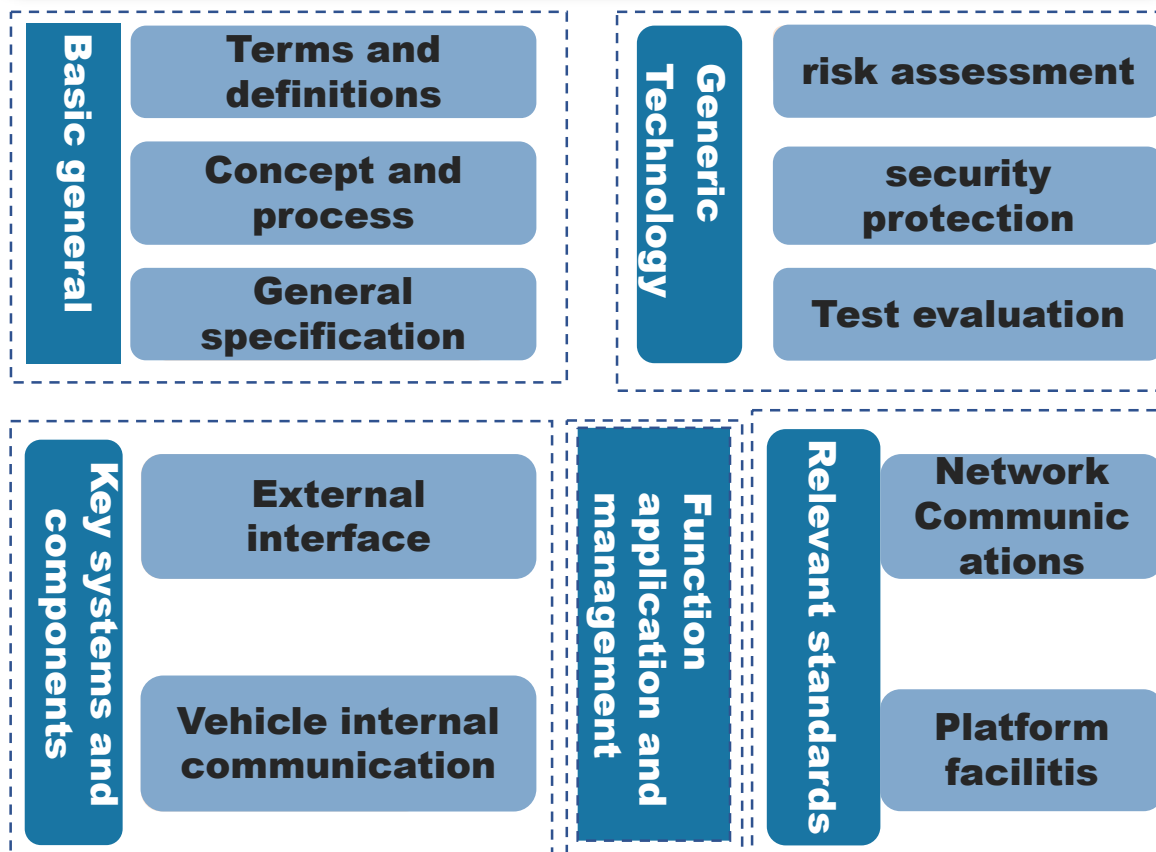 Basic general
Terms and
definitions
Concept and
process
General
specification
Generic
Technology
risk assessment
security
protection
Test evaluation
Key systems and
components
External
interface
Vehicle internal
communication
Function
application and
management
Relevant standards
Network
Communic
ations
Platform
facilitis